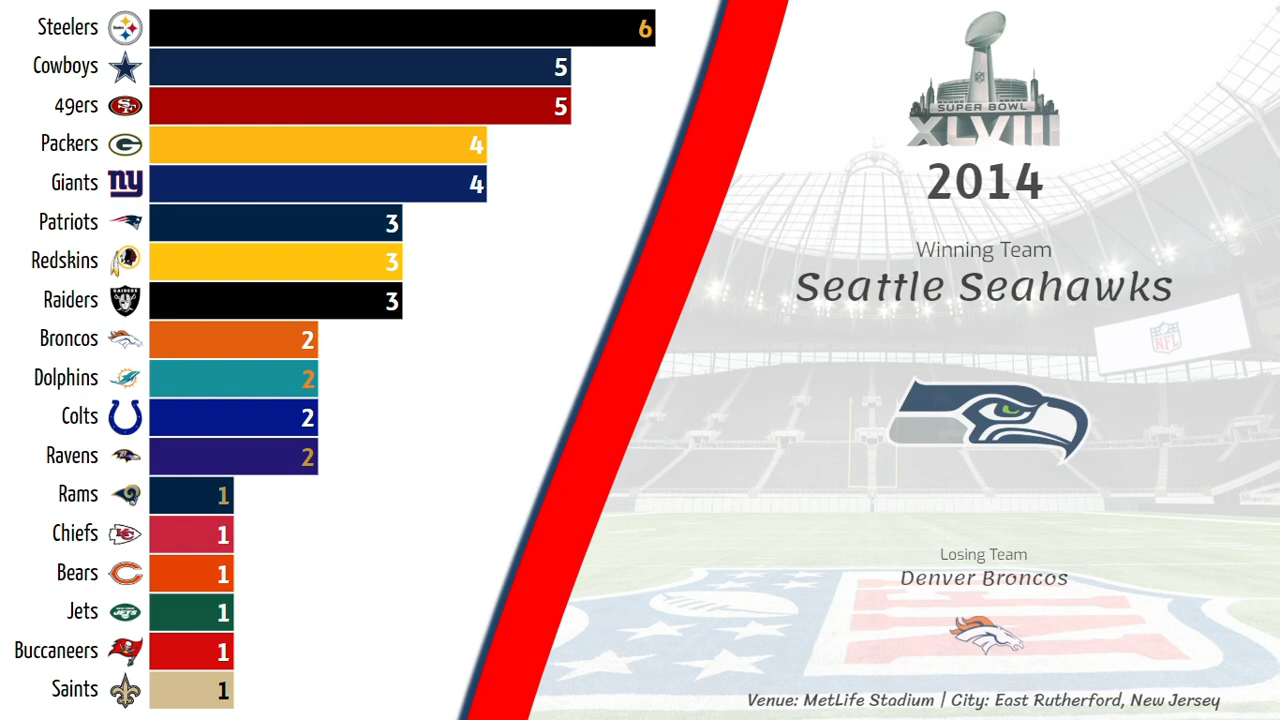 Steelers 6
Cowboys 5
49ers 5
Packers 4
Giants 4
Patriots 3
Redskins 3
Raiders 3
Broncos 2
Dolphins 2
Colts 2
Ravens 2
Rams 1
Chiefs 1
Bears 1
Jets 1
Buccaneers 1
Saints 1
SUPER BOWL
XLVIII
2014
Winning Team
Seattle Seahawks
NFL
Losing Team
Denver Broncos
Venue: MetLife Stadium | City: East Rutherford, New Jersey